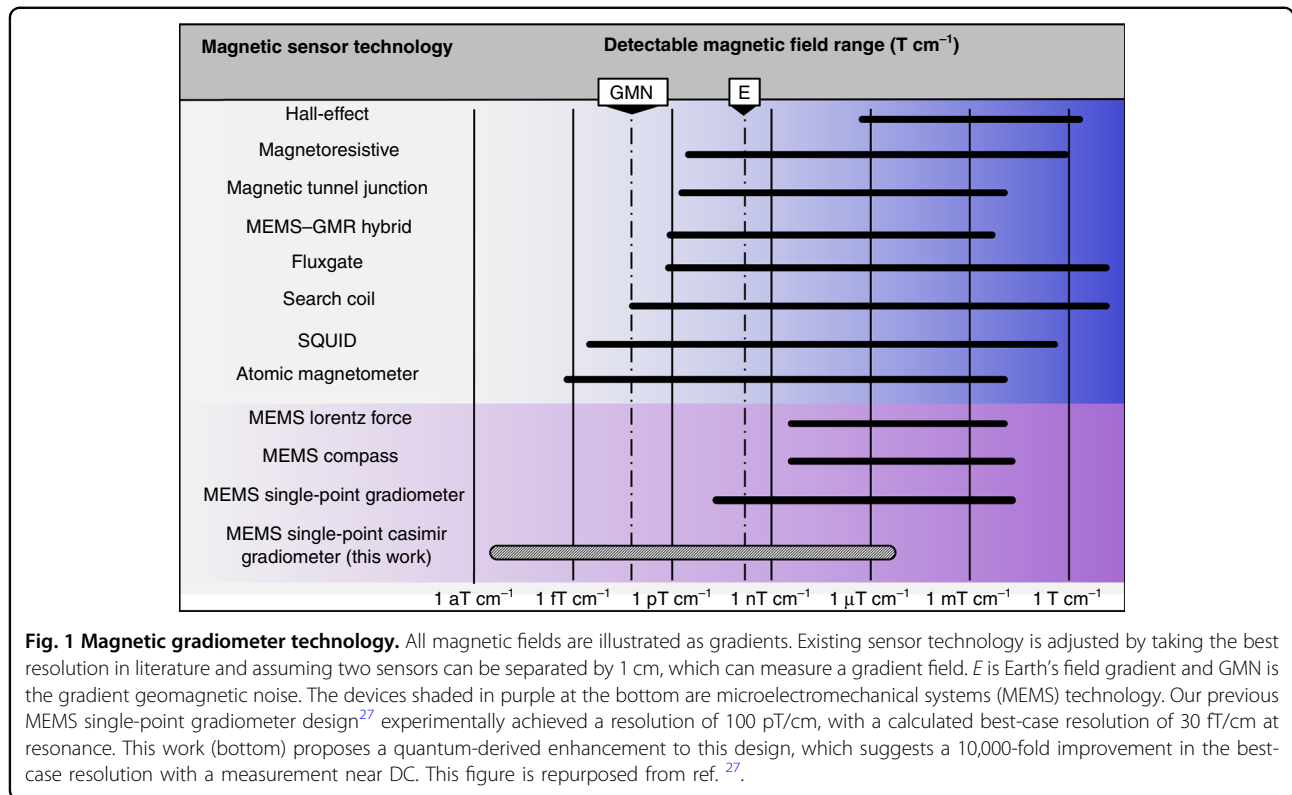 Magnetic sensor technology
Detectable magnetic field range (T cm⁻¹)
GMN
E
Hall-effect
Magnetoresistive
Magnetic tunnel junction
MEMS–GMR hybrid
Fluxgate
Search coil
SQUID
Atomic magnetometer
MEMS lorentz force
MEMS compass
MEMS single-point gradiometer
MEMS single-point casimir
gradiometer (this work)
1 aT cm⁻¹ 1 fT cm⁻¹ 1 pT cm⁻¹ 1 nT cm⁻¹ 1 μT cm⁻¹ 1 mT cm⁻¹ 1 T cm⁻¹
Fig. 1 Magnetic gradiometer technology. All magnetic fields are illustrated as gradients. Existing sensor technology is adjusted by taking the best
resolution in literature and assuming two sensors can be separated by 1 cm, which can measure a gradient field. E is Earth's field gradient and GMN is
the gradient geomagnetic noise. The devices shaded in purple at the bottom are microelectromechanical systems (MEMS) technology. Our previous
MEMS single-point gradiometer design²⁷ experimentally achieved a resolution of 100 pT/cm, with a calculated best-case resolution of 30 fT/cm at
resonance. This work (bottom) proposes a quantum-derived enhancement to this design, which suggests a 10,000-fold improvement in the best-
case resolution with a measurement near DC. This figure is repurposed from ref. ²⁷.